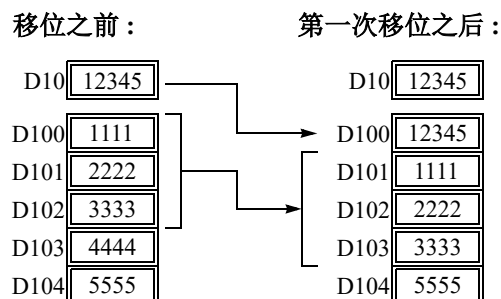 移位之前： 第一次移位之后：
D10 12345 D10 12345
D100 1111 D100 12345
D101 2222 D101 1111
D102 3333 D102 2222
D103 4444 D103 3333
D104 5555 D104 5555